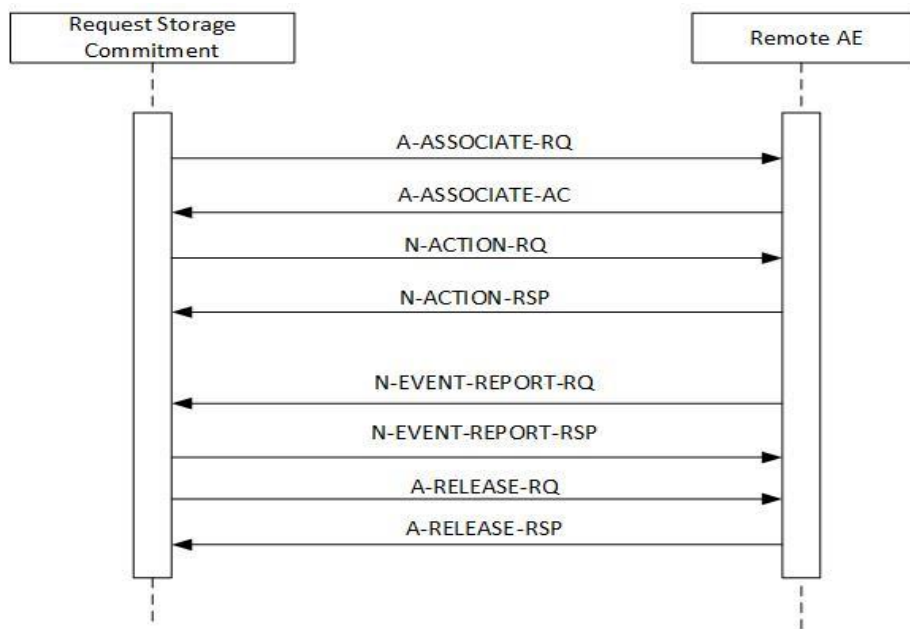 Request Storage
Commitment
Remote AE
A-ASSOCIATE-RQ
A-ASSOCIATE-AC
N-ACTION-RQ
N-ACTION-RSP
N-EVENT-REPORT-RQ
N-EVENT-REPORT-RSP
A-RELEASE-RQ
A-RELEASE-RSP